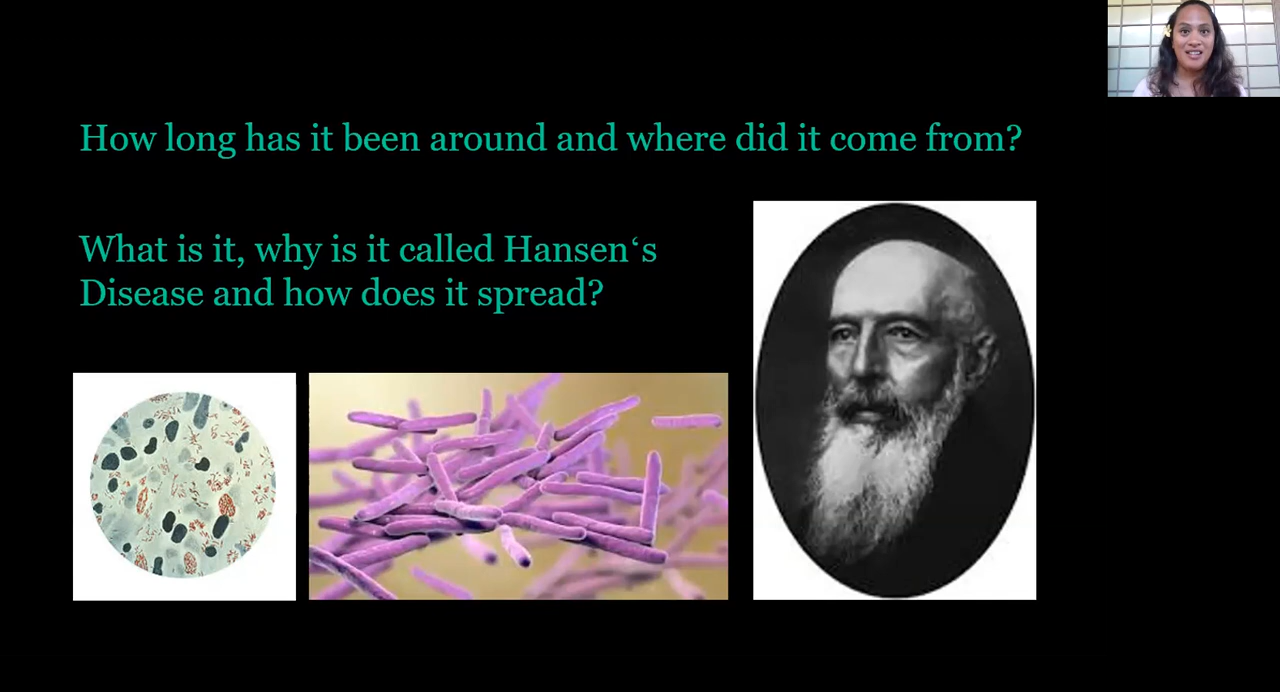 How long has it been around and where did it come from?
What is it, why is it called Hansen‘s
Disease and how does it spread?